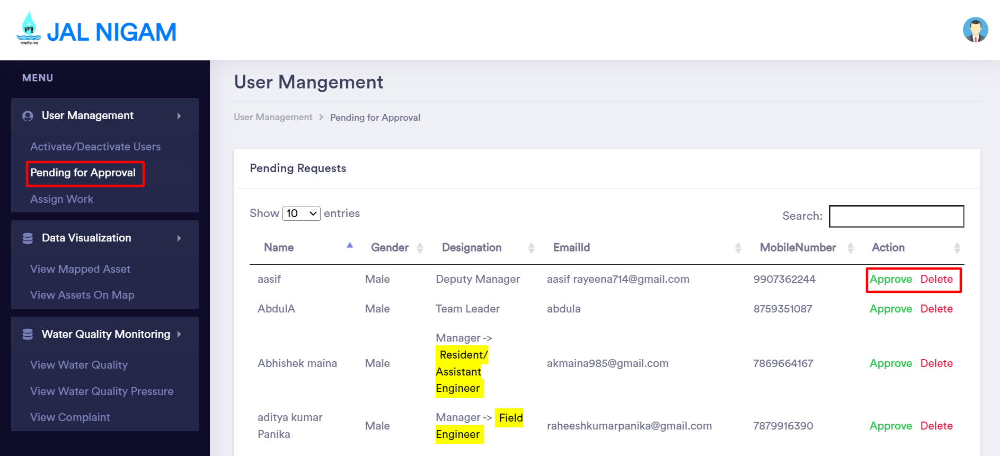 JAL NIGAM
MENU
User Management
Activate/Deactivate Users
Pending for Approval
Assign Work
Data Visualization
View Mapped Asset
View Assets On Map
Water Quality Monitoring
View Water Quality
View Water Quality Pressure
View Complaint
User Mangement
User Management > Pending for Approval
Pending Requests
Show 10 entries
Search:
Name Gender Designation EmailId MobileNumber Action
aasif Male Deputy Manager aasif rayeena714@gmail.com 9907362244 Approve Delete
AbdulA Male Team Leader abdula 8759351087 Approve Delete
Manager ->
Resident/
Assistant
Engineer
Abhishek maina Male akmaina985@gmail.com 7869664167 Approve Delete
aditya kumar
Panika
Male
Manager -> Field
Engineer
raheeshkumarpanika@gmail.com 7879916390 Approve Delete